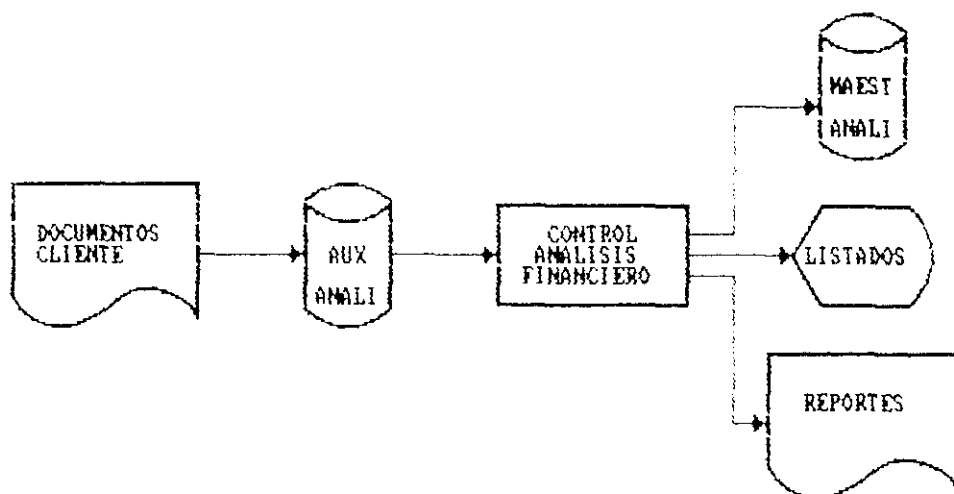 MAEST
ANALI
DOCUMENTOS
CLIENTE
AUX
ANALI
CONTROL
ANALISIS
FINANCIERO
LISTADOS
REPORTES